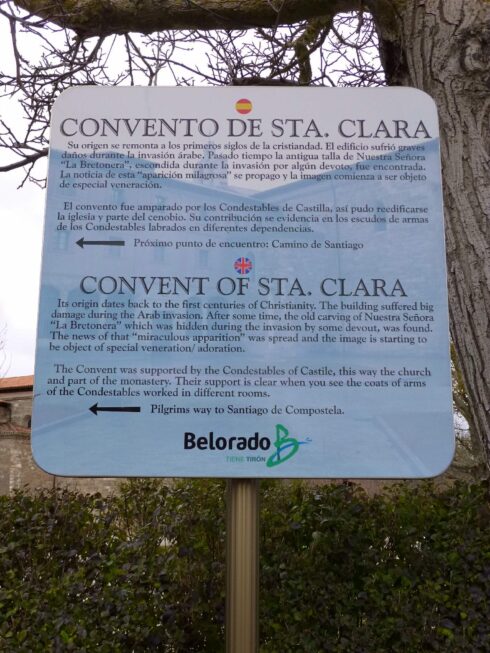 CONVENTO DE STA. CLARA
Su origen se remonta a los primeros siglos de la cristiandad. El edificio sufrió graves
daños durante la invasión árabe. Pasado tiempo la antigua talla de Nuestra Señora
“La Bretonera”, escondida durante la invasión por algún devoto, fue encontrada.
La noticia de esta “aparición milagrosa” se propago y la imagen comienza a ser objeto
de especial veneración.
El convento fue amparado por los Condestables de Castilla, así pudo reedificarse
la iglesia y parte del cenobio. Su contribución se evidencia en los escudos de armas
de los Condestables labrados en diferentes dependencias.
Próximo punto de encuentro: Camino de Santiago
CONVENT OF STA. CLARA
Its origin dates back to the first centuries of Christianity. The building suffered big
damage during the Arab invasion. After some time, the old carving of Nuestra Señora
“La Bretonera” which was hidden during the invasion by some devout, was found.
The news of that “miraculous apparition” was spread and the image is starting to
be object of special veneration/ adoration.
The Convent was supported by the Condestables of Castile, this way the church
and part of the monastery. Their support is clear when you see the coats of arms
of the Condestables worked in different rooms.
Pilgrims way to Santiago de Compostela.
Belorado B
TIENE TIRÓN